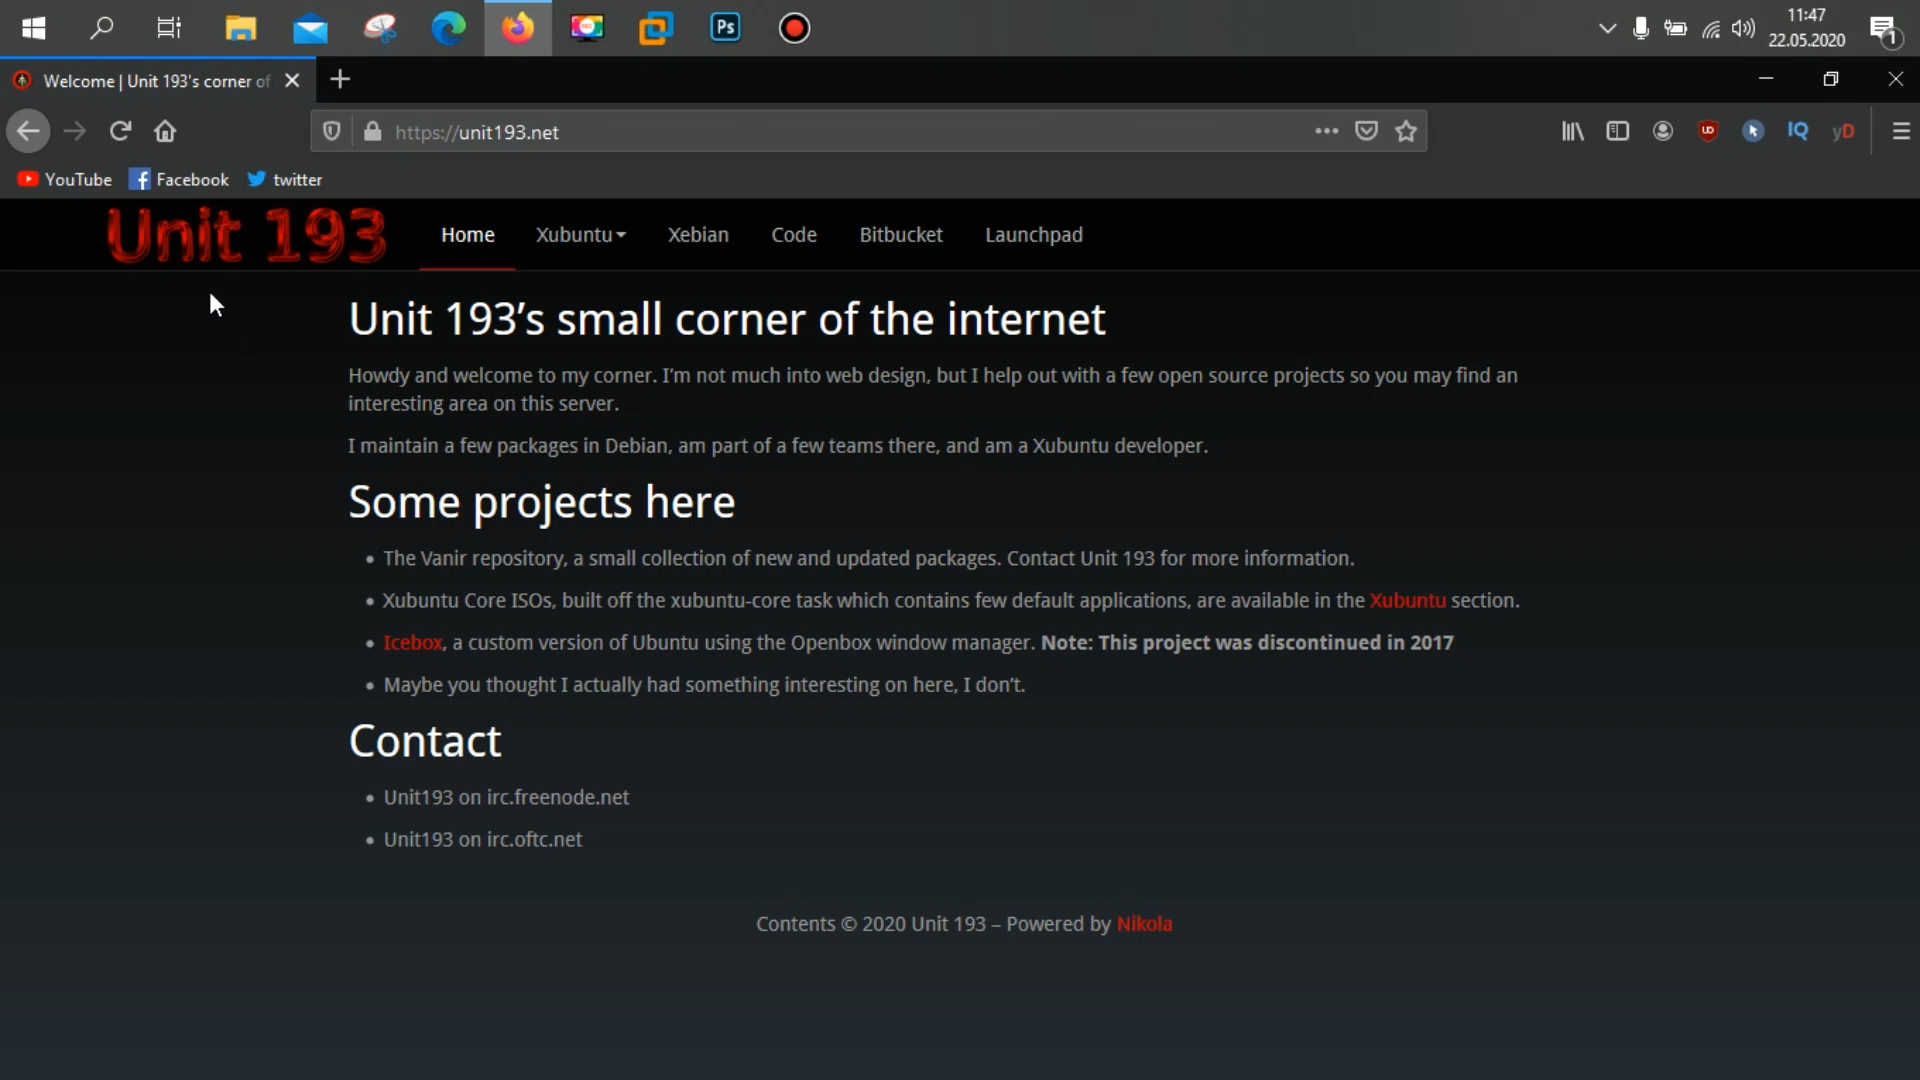 11:47
22.05.2020
1
Ps
Welcome | Unit 193's corner of
https://unit193.net
IQ
yD
YouTube
Facebook
twitter
Unit 193
Home
Xubuntu
Xebian
Code
Bitbucket
Launchpad
Unit 193’s small corner of the internet
Howdy and welcome to my corner. I’m not much into web design, but I help out with a few open source projects so you may find an
interesting area on this server.
I maintain a few packages in Debian, am part of a few teams there, and am a Xubuntu developer.
Some projects here
• The Vanir repository, a small collection of new and updated packages. Contact Unit 193 for more information.
• Xubuntu Core ISOs, built off the xubuntu-core task which contains few default applications, are available in the Xubuntu section.
• Icebox, a custom version of Ubuntu using the Openbox window manager. Note: This project was discontinued in 2017
• Maybe you thought I actually had something interesting on here, I don’t.
Contact
• Unit193 on irc.freenode.net
• Unit193 on irc.oftc.net
Contents © 2020 Unit 193 – Powered by Nikola